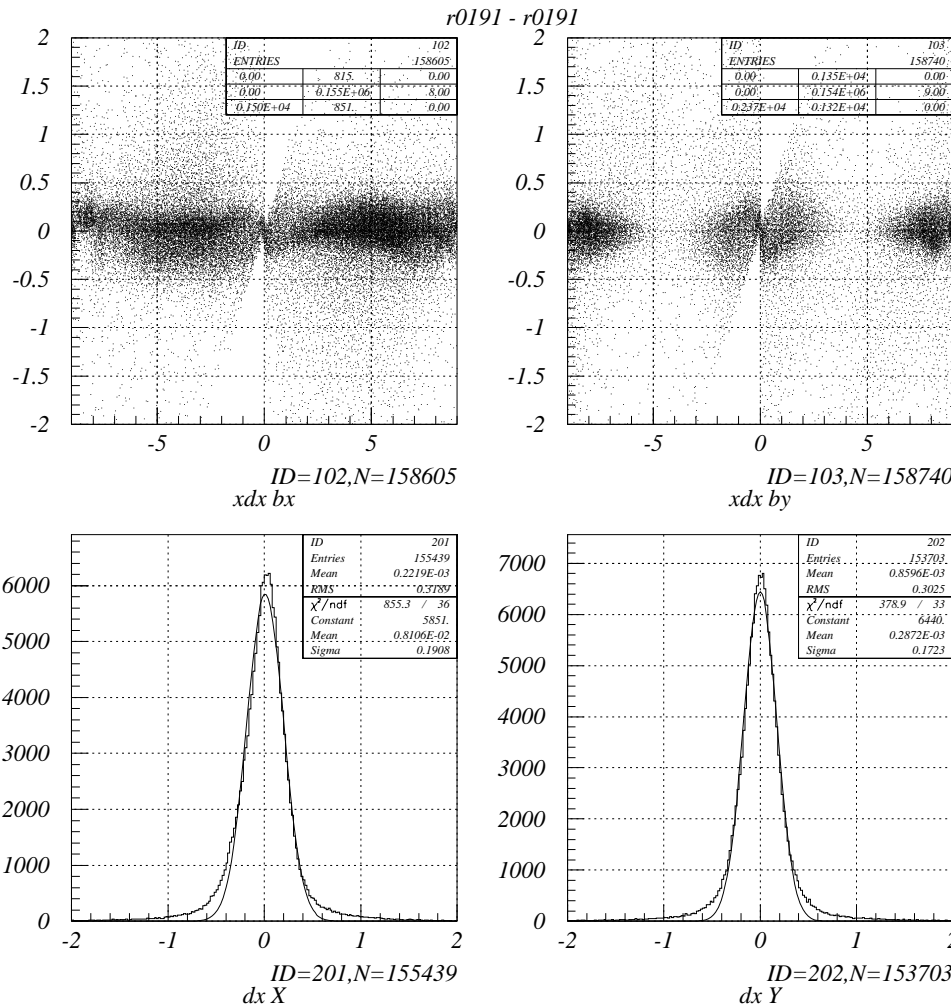 r0191 - r0191
ID 102
ENTRIES 158605
0.00 815. 0.00
0.00 0.155E+06 8.00
0.150E+04 851. 0.00
2
1.5
1
0.5
0
-0.5
-1
-1.5
-2
-5 0 5
ID=102,N=158605
xdx bx
ID 103
ENTRIES 158740
0.00 0.135E+04 0.00
0.00 0.154E+06 9.00
0.237E+04 0.132E+04 0.00
2
1.5
1
0.5
0
-0.5
-1
-1.5
-2
-5 0 5
ID=103,N=158740
xdx by
ID 201
Entries 155439
Mean 0.2219E-03
RMS 0.3189
χ²/ndf 855.3 / 36
Constant 5851.
Mean 0.8106E-02
Sigma 0.1908
6000
5000
4000
3000
2000
1000
0
-2 -1 0 1 2
ID=201,N=155439
dx X
ID 202
Entries 153703
Mean 0.8596E-03
RMS 0.3025
χ²/ndf 378.9 / 33
Constant 6440.
Mean 0.2872E-03
Sigma 0.1723
7000
6000
5000
4000
3000
2000
1000
0
-2 -1 0 1 2
ID=202,N=153703
dx Y